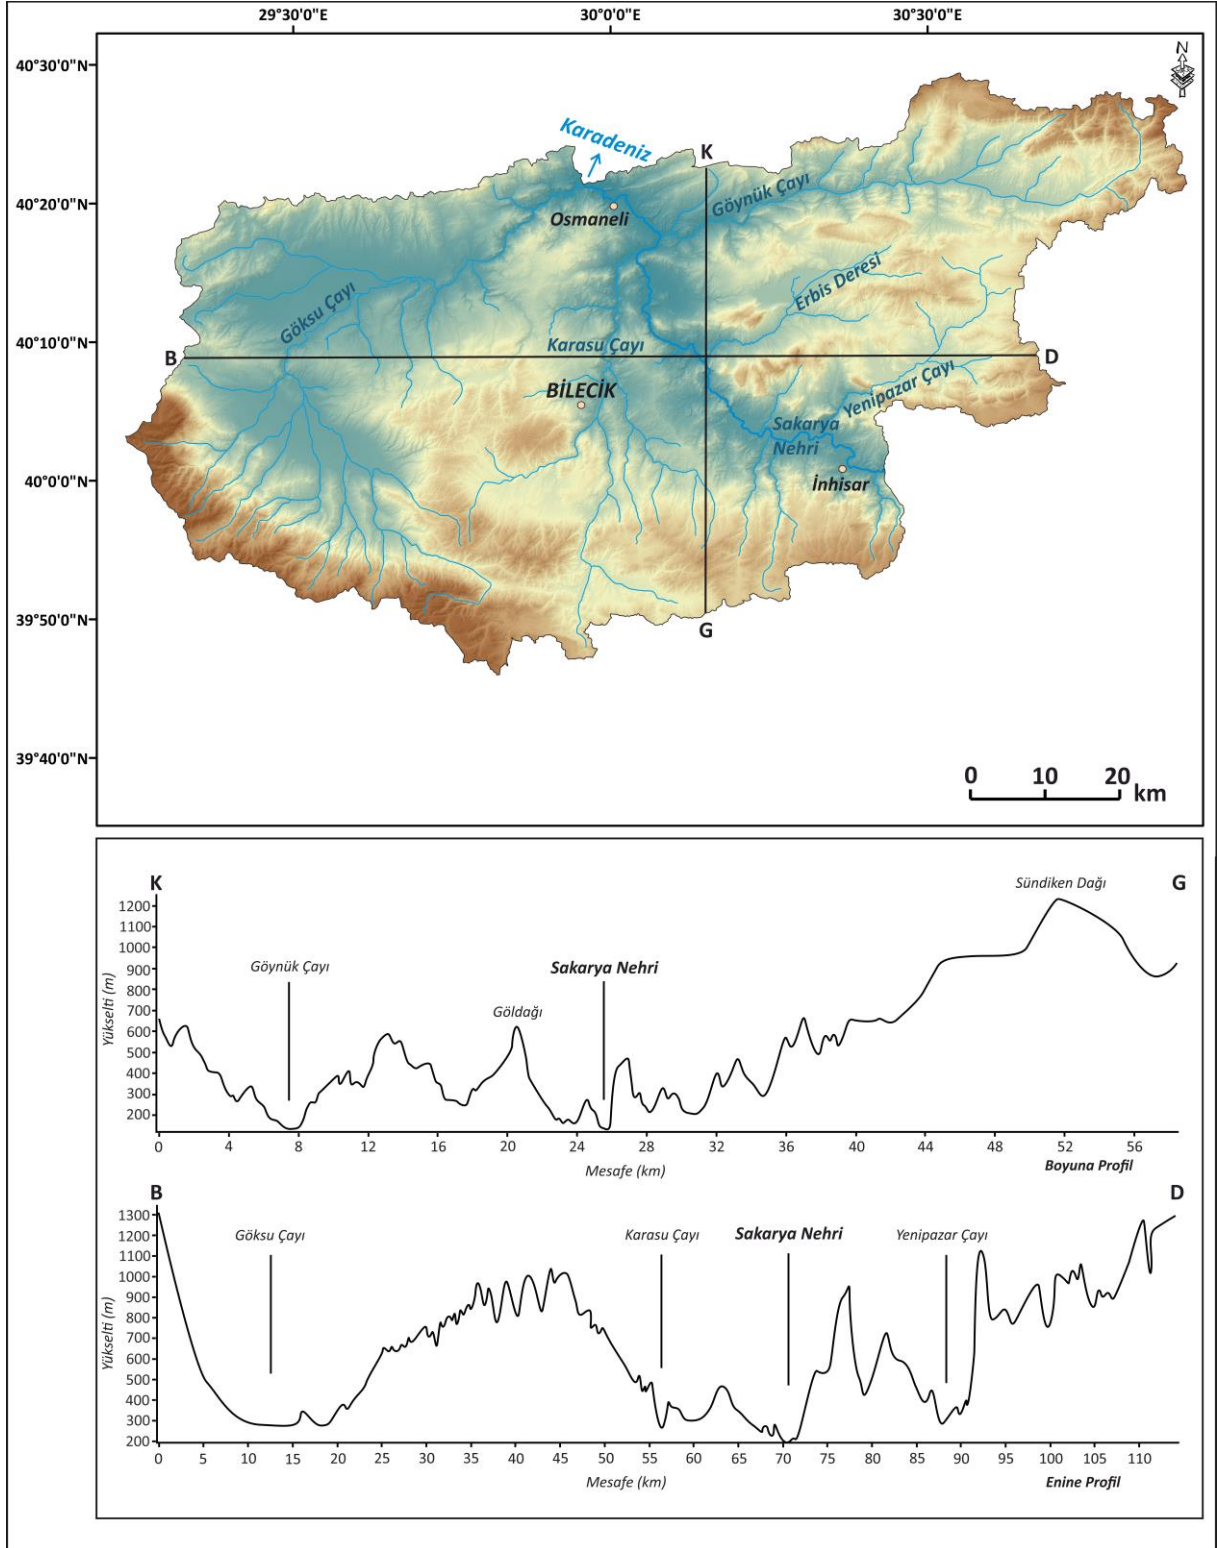 29°30'0"E 30°0'0"E 30°30'0"E
40°30'0"N
N
Karadeniz
K
Göynük Çayı
40°20'0"N
Osmaneli
Erbis Deresi
Göksu Çayı
40°10'0"N
Karasu Çayı
B
D
BİLECİK
Yenipazar Çayı
Sakarya
Nehri
40°0'0"N
İnhisar
39°50'0"N
G
39°40'0"N
0 10 20 km
K
G
Sündiken Dağı
Göynük Çayı
Sakarya Nehri
Göldağı
Yükselti (m)
1200
1100
1000
900
800
700
600
500
400
300
200
0 4 8 12 16 20 24 28 32 36 40 44 48 52 56
Mesafe (km)
Boyuna Profil
B
D
Göksu Çayı
Karasu Çayı
Sakarya Nehri
Yenipazar Çayı
Yükselti (m)
1300
1200
1100
1000
900
800
700
600
500
400
300
200
0 5 10 15 20 25 30 35 40 45 50 55 60 65 70 75 80 85 90 95 100 105 110
Mesafe (km)
Enine Profil